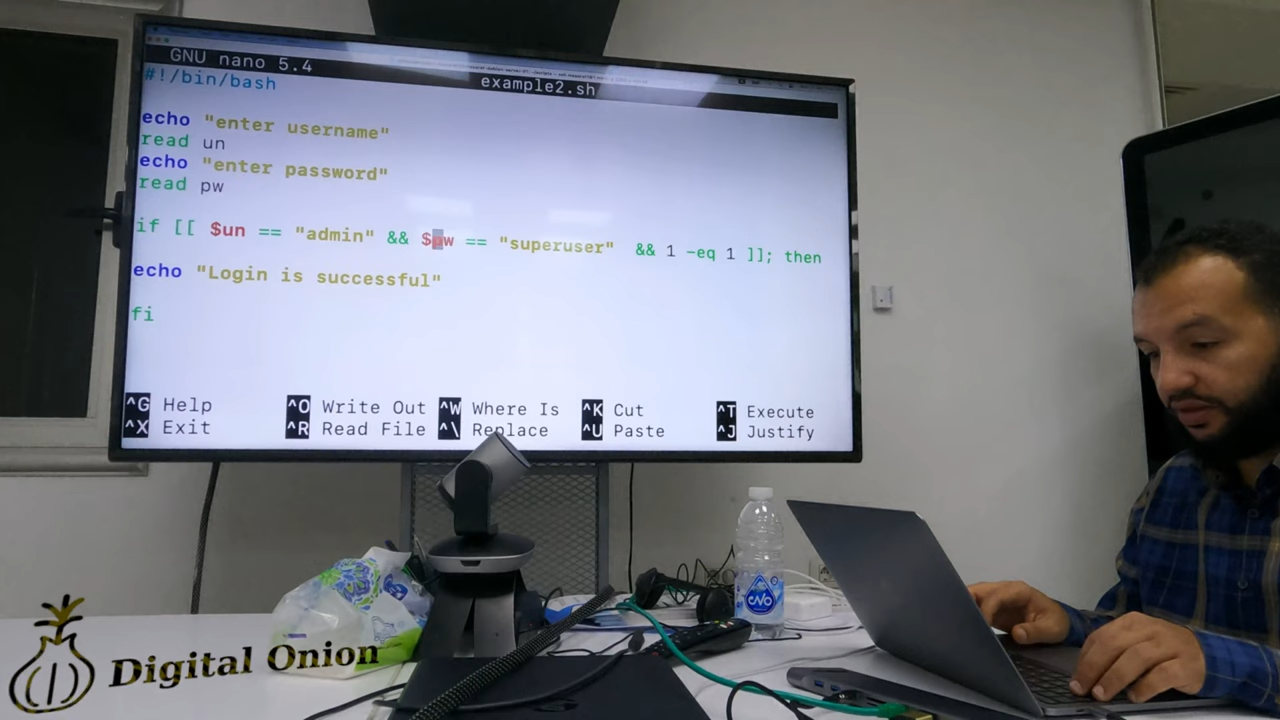 GNU nano 5.4
example2.sh
#!/bin/bash
echo "enter username"
read un
echo "enter password"
read pw
if [[ $un == "admin" && $pw == "superuser"  && 1 -eq 1 ]]; then
echo "Login is successful"
fi
^G Help ^O Write Out ^W Where Is ^K Cut ^T Execute
^X Exit ^R Read File ^\ Replace ^U Paste ^J Justify
Digital Onion